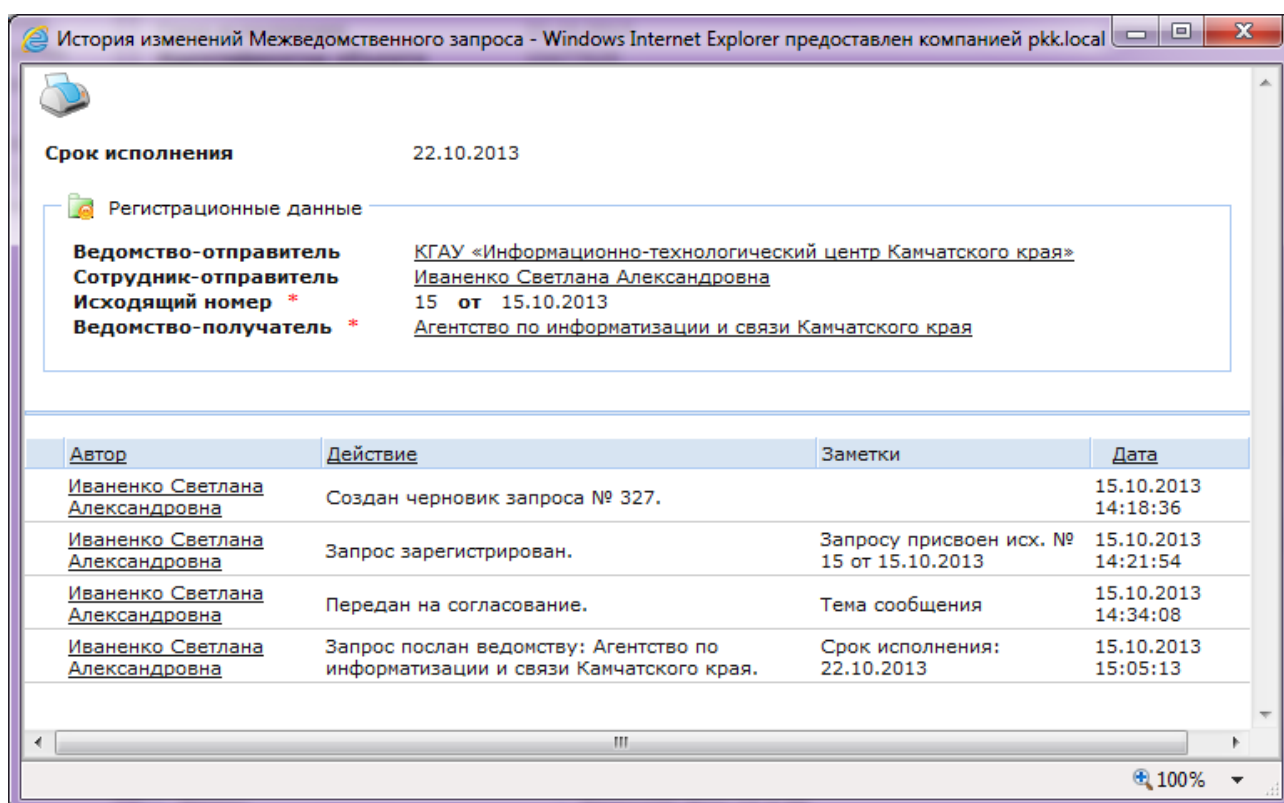 История изменений Межведомственного запроса - Windows Internet Explorer предоставлен компанией pkk.local
Срок исполнения 22.10.2013
Регистрационные данные
Ведомство-отправитель КГАУ «Информационно-технологический центр Камчатского края»
Сотрудник-отправитель Иваненко Светлана Александровна
Исходящий номер * 15 от 15.10.2013
Ведомство-получатель * Агентство по информатизации и связи Камчатского края
Автор Действие Заметки Дата
Иваненко Светлана Александровна Создан черновик запроса № 327. 15.10.2013 14:18:36
Иваненко Светлана Александровна Запрос зарегистрирован. Запросу присвоен исх. № 15 от 15.10.2013 15.10.2013 14:21:54
Иваненко Светлана Александровна Передан на согласование. Тема сообщения 15.10.2013 14:34:08
Иваненко Светлана Александровна Запрос послан ведомству: Агентство по информатизации и связи Камчатского края. Срок исполнения: 22.10.2013 15.10.2013 15:05:13
100%